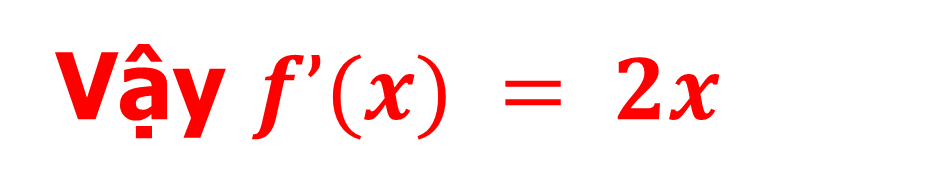 Vậy f’(x) = 2x